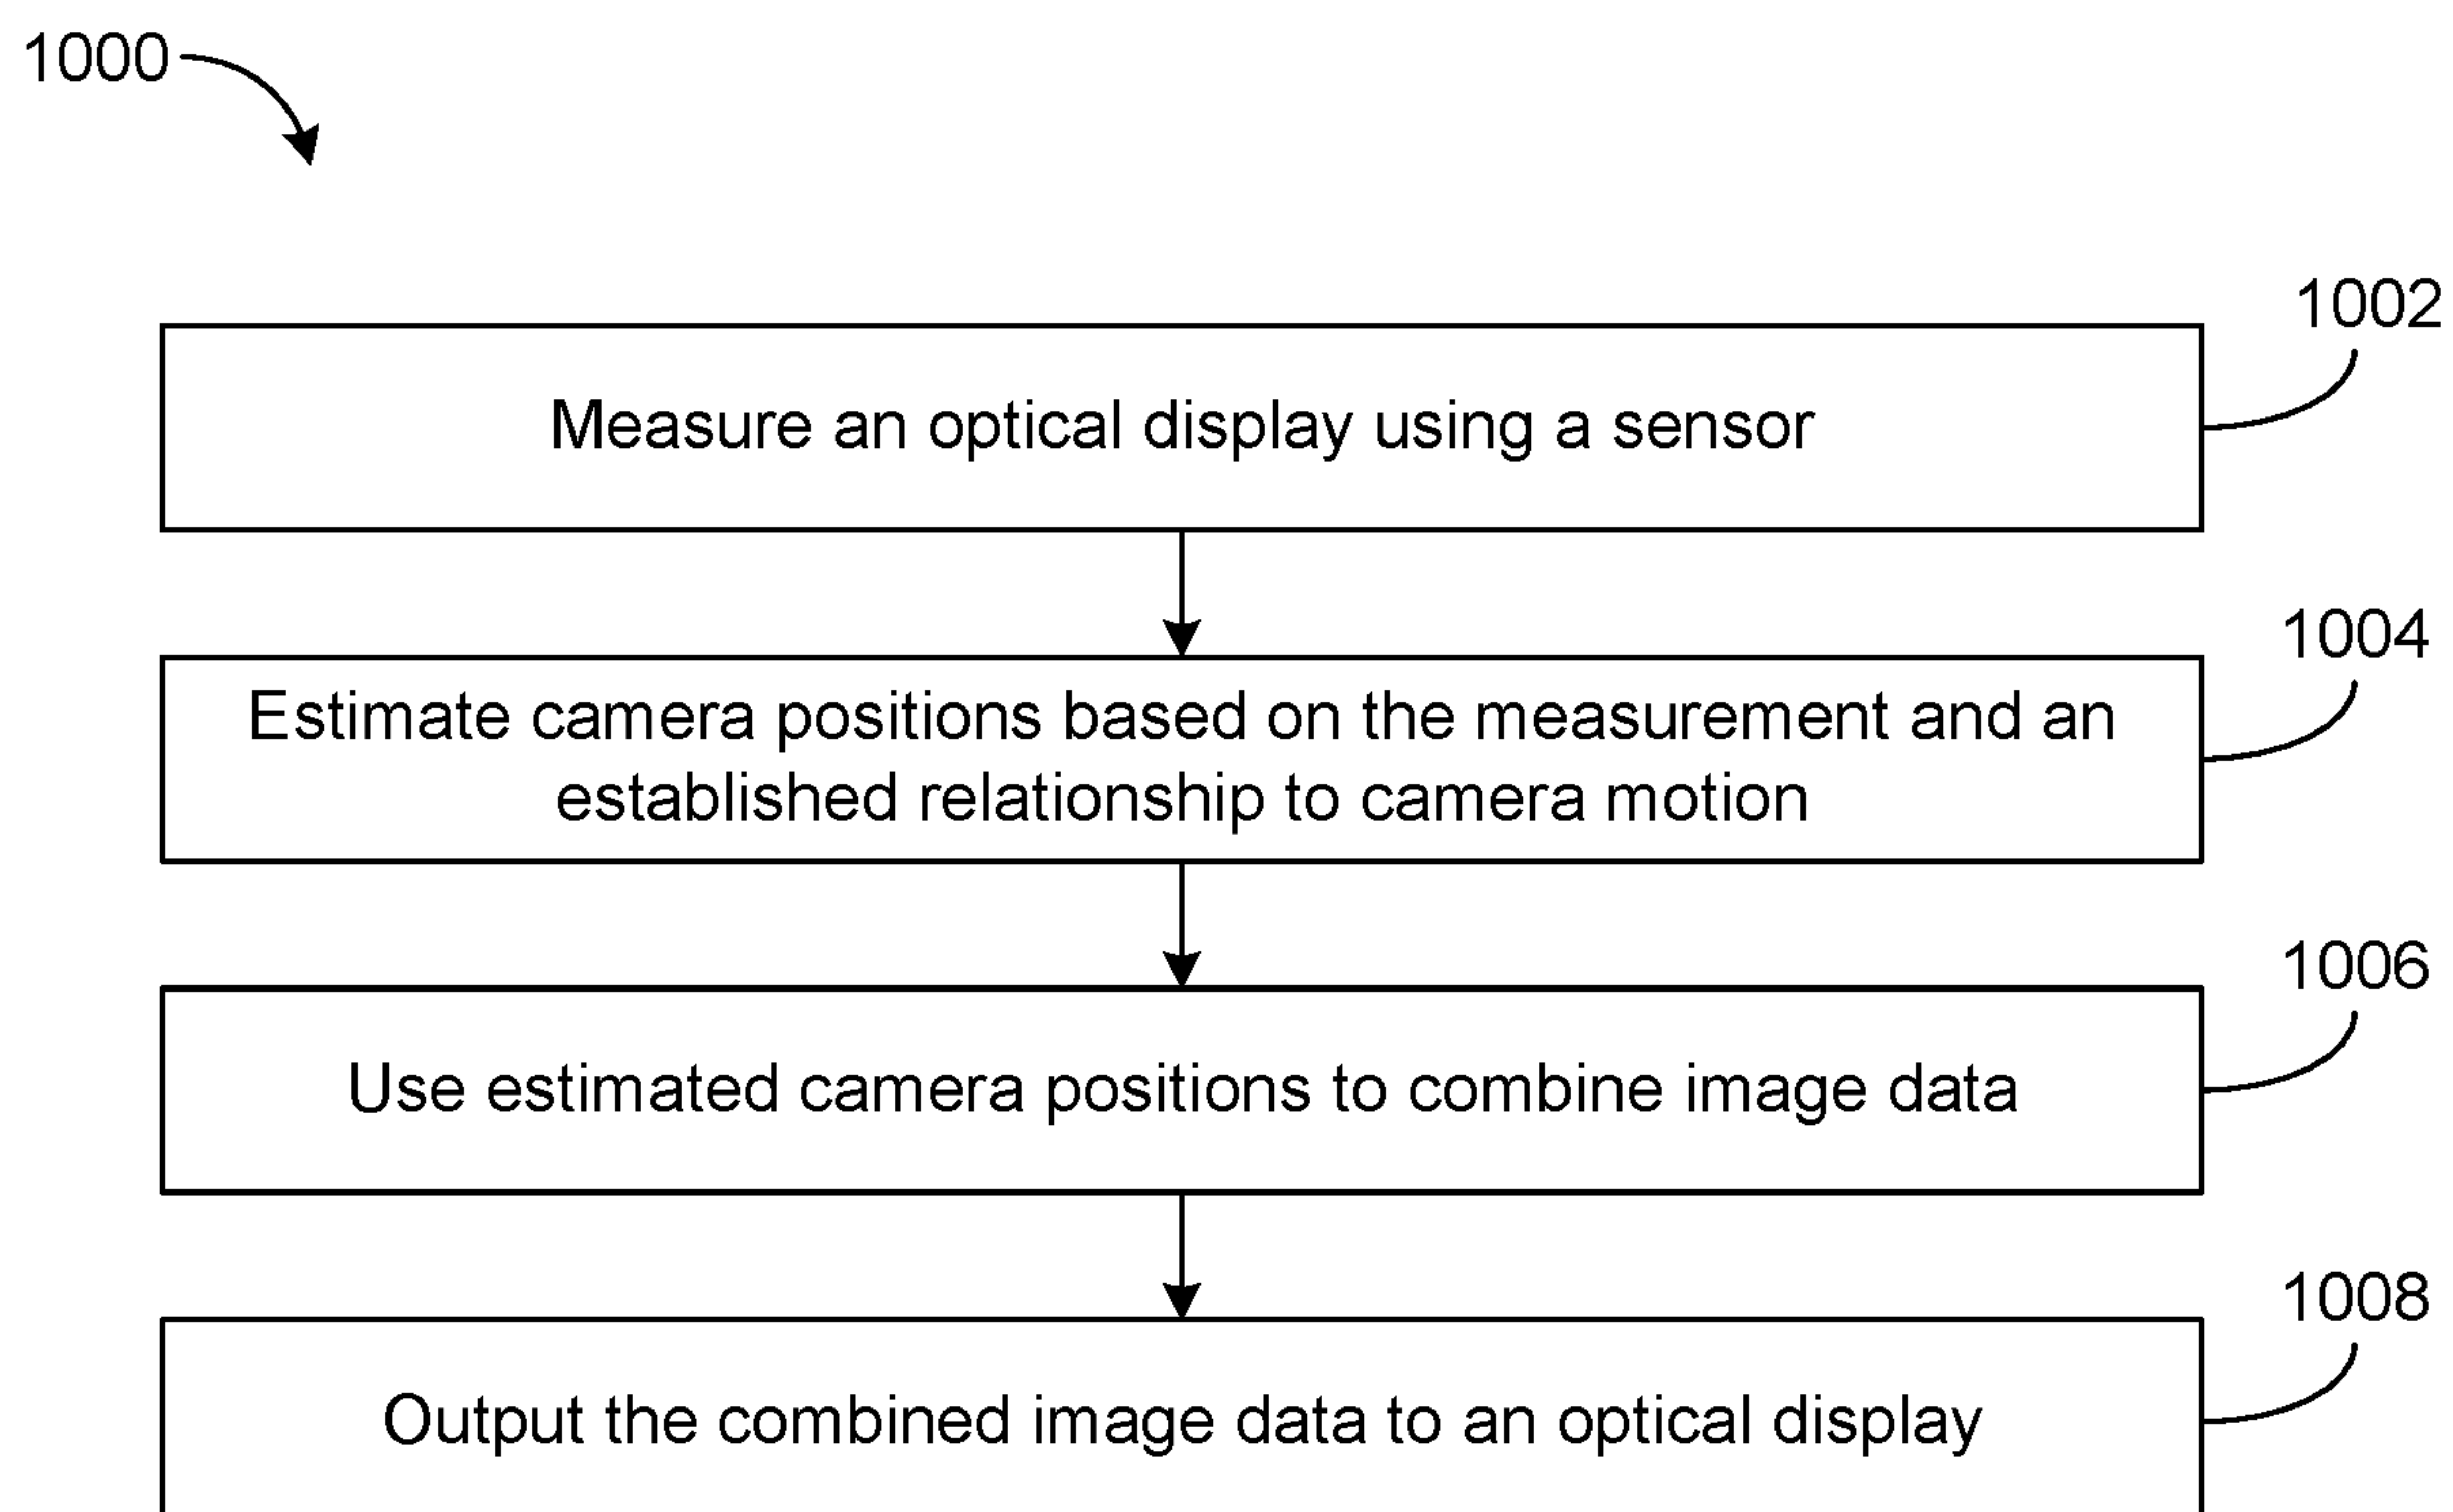 1000
1002
Measure an optical display using a sensor
1004
Estimate camera positions based on the measurement and an
established relationship to camera motion
1006
Use estimated camera positions to combine image data
1008
Output the combined image data to an optical display